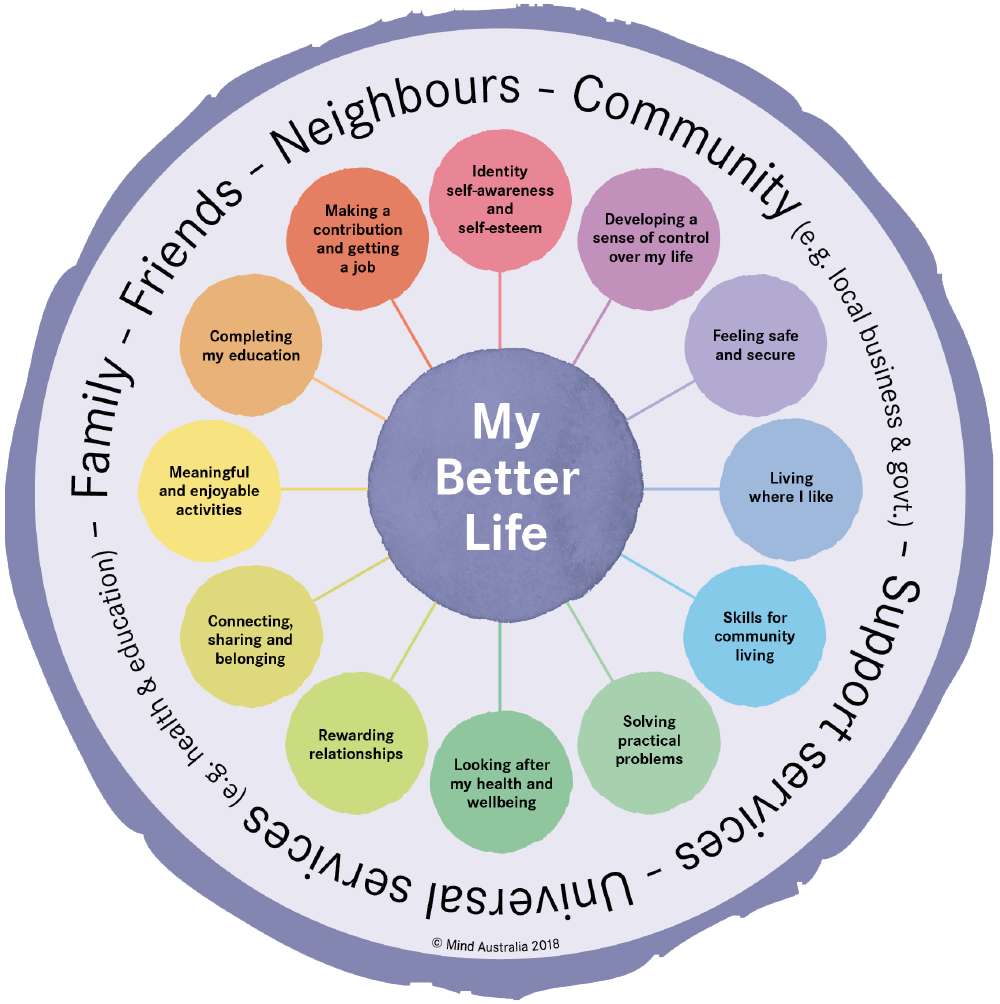 Family – Friends – Neighbours – Community (e.g. local business & govt.) – Support services – Universal services (e.g. health & education) –
Identity
self-awareness
and
self-esteem
Developing a
sense of control
over my life
Feeling safe
and secure
Living
where I like
Skills for
community
living
Solving
practical
problems
Looking after
my health and
wellbeing
Rewarding
relationships
Connecting,
sharing and
belonging
Meaningful
and enjoyable
activities
Completing
my education
Making a
contribution
and getting
a job
My
Better
Life
© Mind Australia 2018